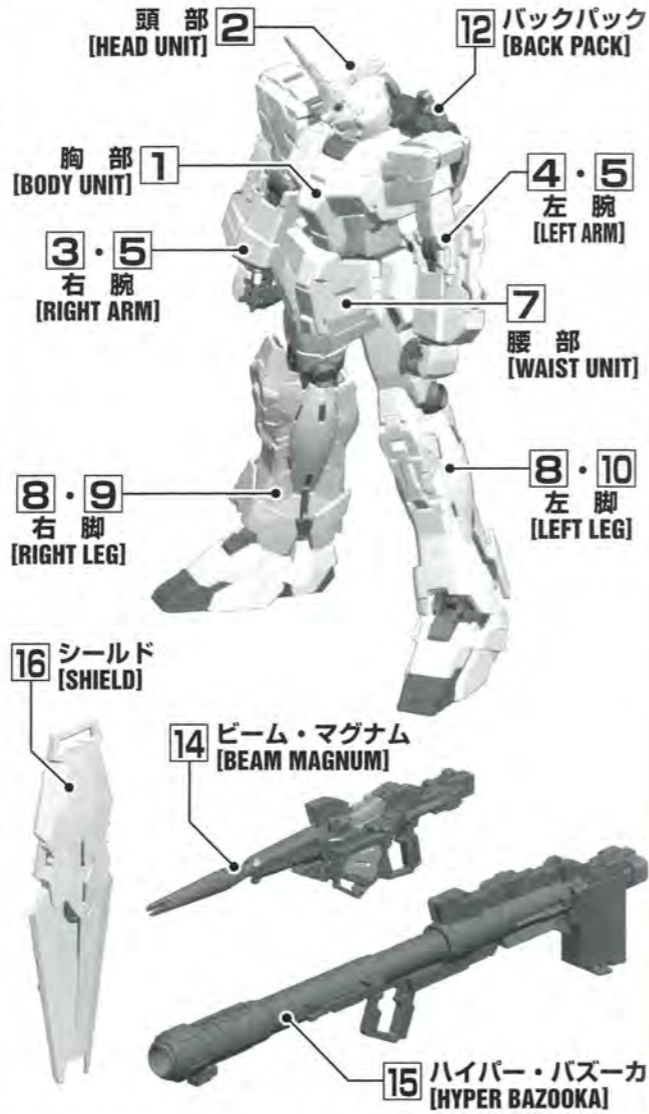 頭 部
[HEAD UNIT] 2
12 バックパック
[BACK PACK]
胸 部
[BODY UNIT] 1
4・5
左 腕
[LEFT ARM]
3・5
右 腕
[RIGHT ARM]
7
腰 部
[WAIST UNIT]
8・9
右 脚
[RIGHT LEG]
8・10
左 脚
[LEFT LEG]
16 シールド
[SHIELD]
14 ビーム・マグナム
[BEAM MAGNUM]
15 ハイパー・バズーカ
[HYPER BAZOOKA]